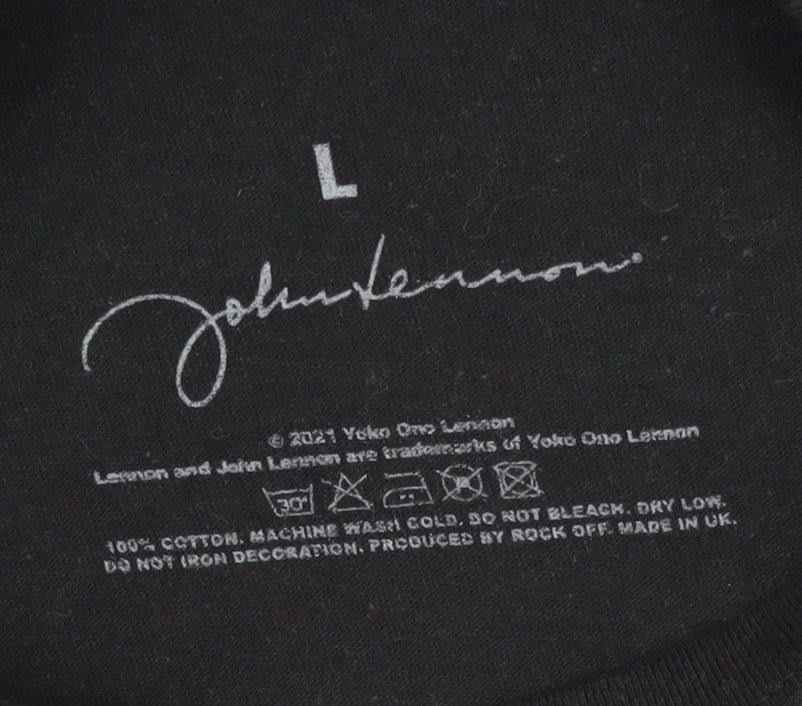 L
John Lennon
© 2021 Yoko Ono Lennon
Lennon and John Lennon are trademarks of Yoko Ono Lennon
30°
100% COTTON. MACHINE WASH COLD. DO NOT BLEACH. DRY LOW.
DO NOT IRON DECORATION. PRODUCED BY ROCK OFF. MADE IN UK.